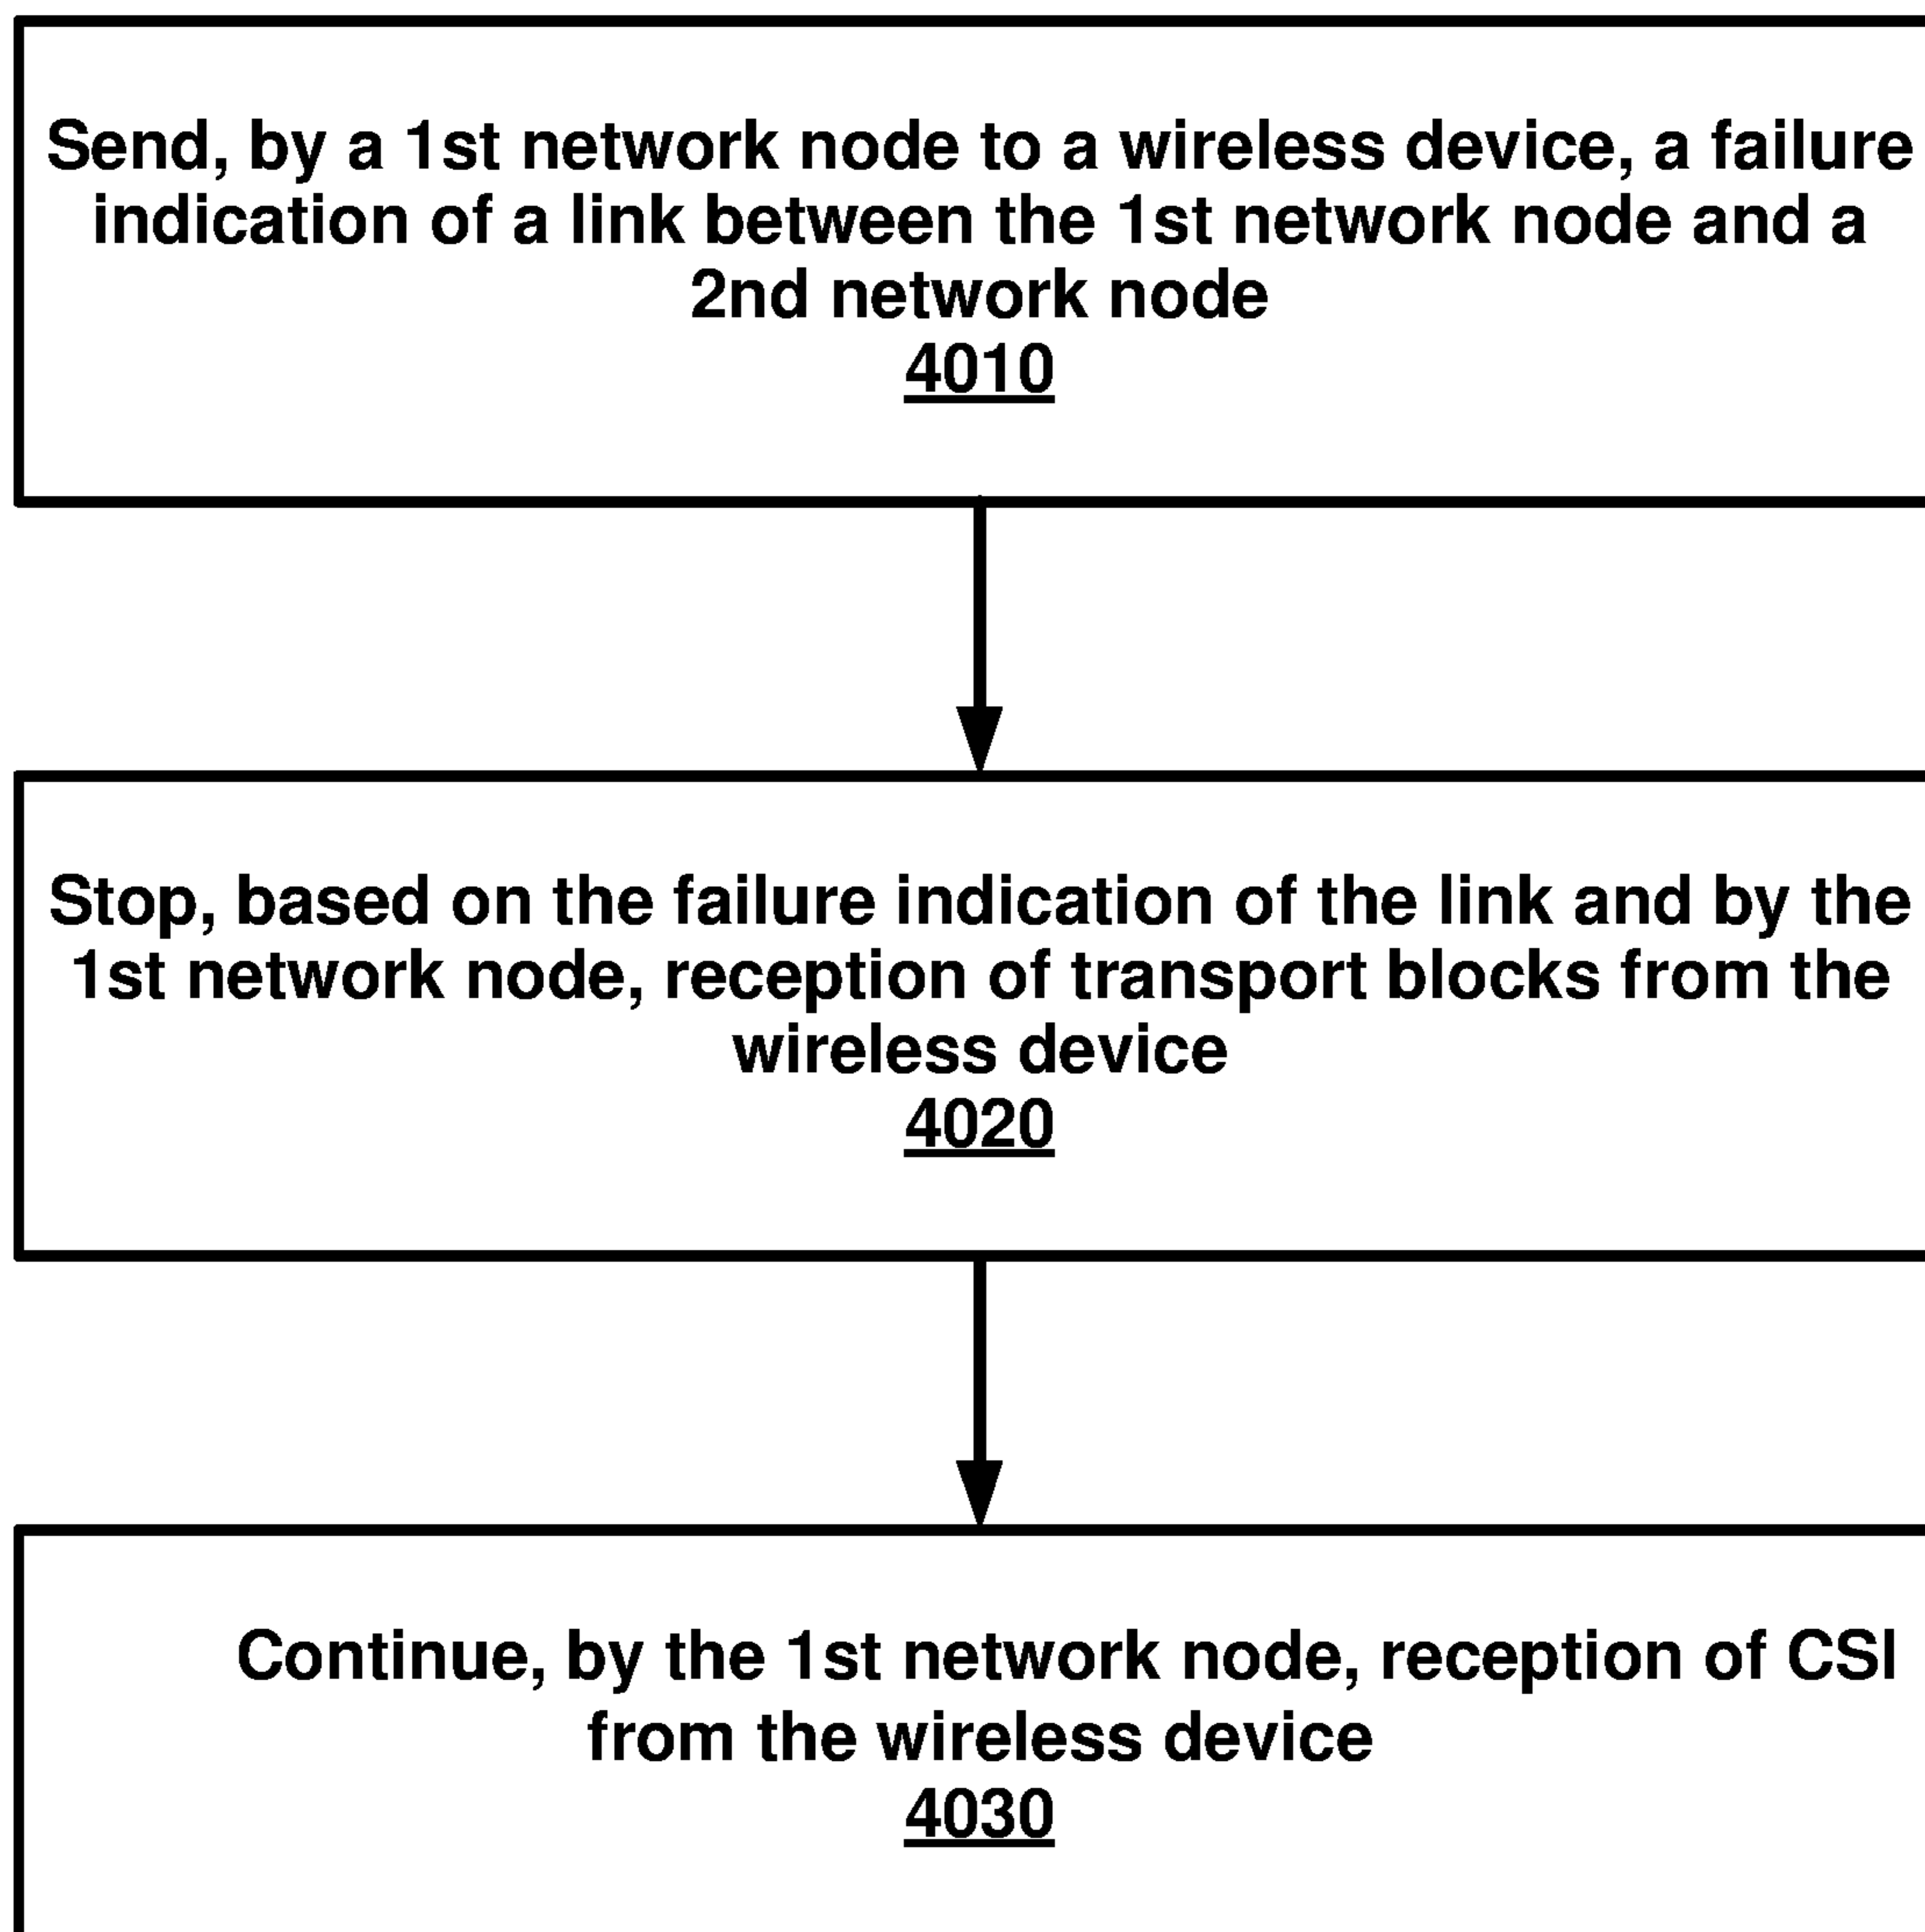 Send, by a 1st network node to a wireless device, a failure
indication of a link between the 1st network node and a
2nd network node
4010
Stop, based on the failure indication of the link and by the
1st network node, reception of transport blocks from the
wireless device
4020
Continue, by the 1st network node, reception of CSI
from the wireless device
4030